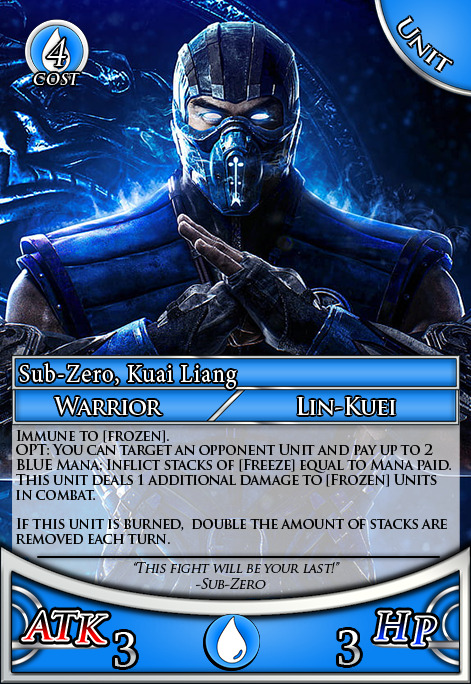 4
COST
UNIT
Sub-Zero, Kuai Liang
WARRIOR
LIN-KUEI
IMMUNE TO [FROZEN].
OPT: YOU CAN TARGET AN OPPONENT UNIT AND PAY UP TO 2
BLUE MANA; INFLICT STACKS OF [FREEZE] EQUAL TO MANA PAID.
THIS UNIT DEALS 1 ADDITIONAL DAMAGE TO [FROZEN] UNITS
IN COMBAT.
IF THIS UNIT IS BURNED, DOUBLE THE AMOUNT OF STACKS ARE
REMOVED EACH TURN.
"THIS FIGHT WILL BE YOUR LAST!"
-SUB-ZERO
ATK 3
3 HP